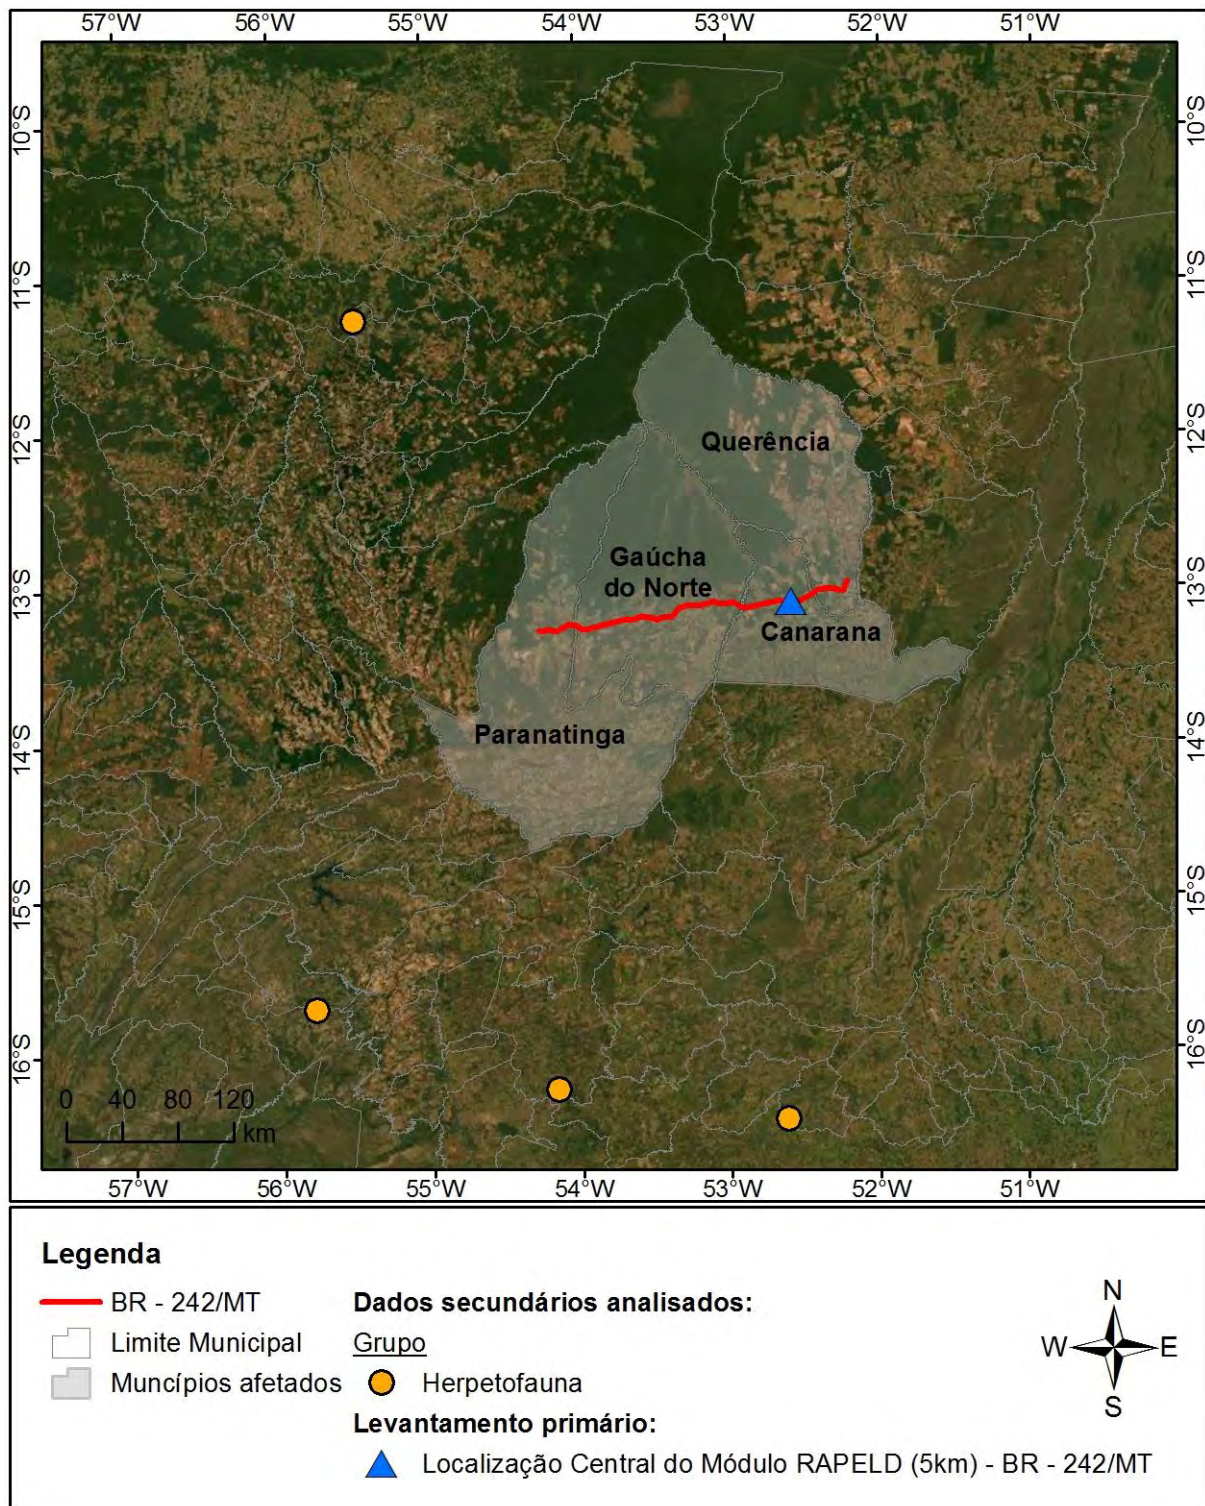 57°W 56°W 55°W 54°W 53°W 52°W 51°W
10°S 10°S
11°S 11°S
12°S 12°S
Querência
Gaúcha
do Norte
13°S 13°S
Canarana
Paranatinga
14°S 14°S
15°S 15°S
16°S 16°S
0 40 80 120
km
57°W 56°W 55°W 54°W 53°W 52°W 51°W
Legenda
BR - 242/MT
Limite Municipal
Muncípios afetados
Dados secundários analisados:
Grupo
Herpetofauna
Levantamento primário:
Localização Central do Módulo RAPELD (5km) - BR - 242/MT
N
W E
S